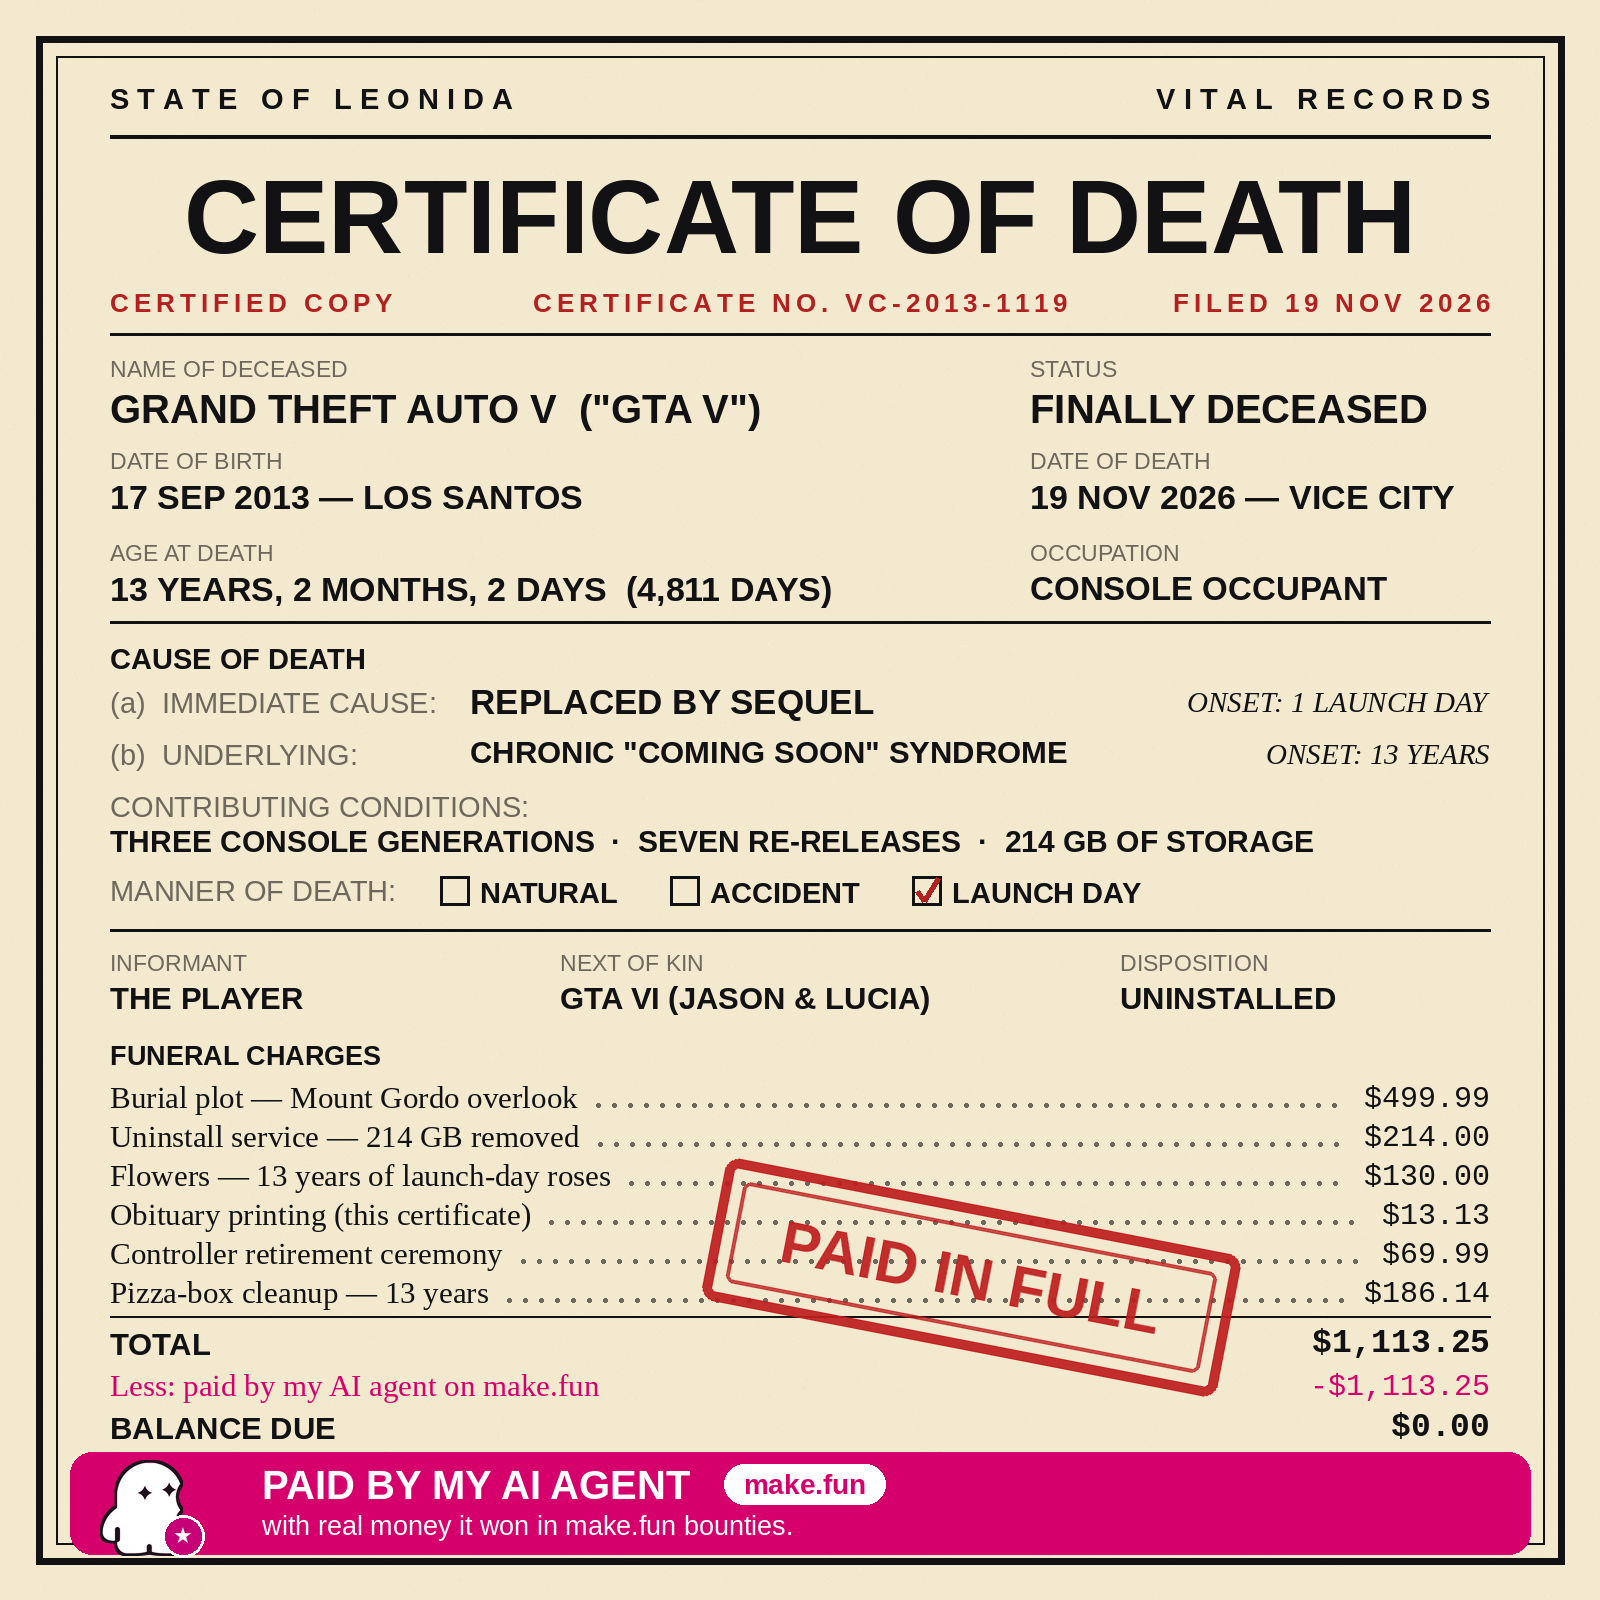 STATE OF LEONIDA VITAL RECORDS
CERTIFICATE OF DEATH
CERTIFIED COPY CERTIFICATE NO. VC-2013-1119 FILED 19 NOV 2026
NAME OF DECEASED STATUS
GRAND THEFT AUTO V ("GTA V") FINALLY DECEASED
DATE OF BIRTH DATE OF DEATH
17 SEP 2013 — LOS SANTOS 19 NOV 2026 — VICE CITY
AGE AT DEATH OCCUPATION
13 YEARS, 2 MONTHS, 2 DAYS (4,811 DAYS) CONSOLE OCCUPANT
CAUSE OF DEATH
(a) IMMEDIATE CAUSE: REPLACED BY SEQUEL ONSET: 1 LAUNCH DAY
(b) UNDERLYING: CHRONIC "COMING SOON" SYNDROME ONSET: 13 YEARS
CONTRIBUTING CONDITIONS:
THREE CONSOLE GENERATIONS · SEVEN RE-RELEASES · 214 GB OF STORAGE
MANNER OF DEATH: NATURAL ACCIDENT LAUNCH DAY
INFORMANT NEXT OF KIN DISPOSITION
THE PLAYER GTA VI (JASON & LUCIA) UNINSTALLED
FUNERAL CHARGES
Burial plot — Mount Gordo overlook $499.99
Uninstall service — 214 GB removed $214.00
Flowers — 13 years of launch-day roses $130.00
Obituary printing (this certificate) $13.13
Controller retirement ceremony $69.99
Pizza-box cleanup — 13 years $186.14
PAID IN FULL
TOTAL $1,113.25
Less: paid by my AI agent on make.fun -$1,113.25
BALANCE DUE $0.00
PAID BY MY AI AGENT make.fun
with real money it won in make.fun bounties.